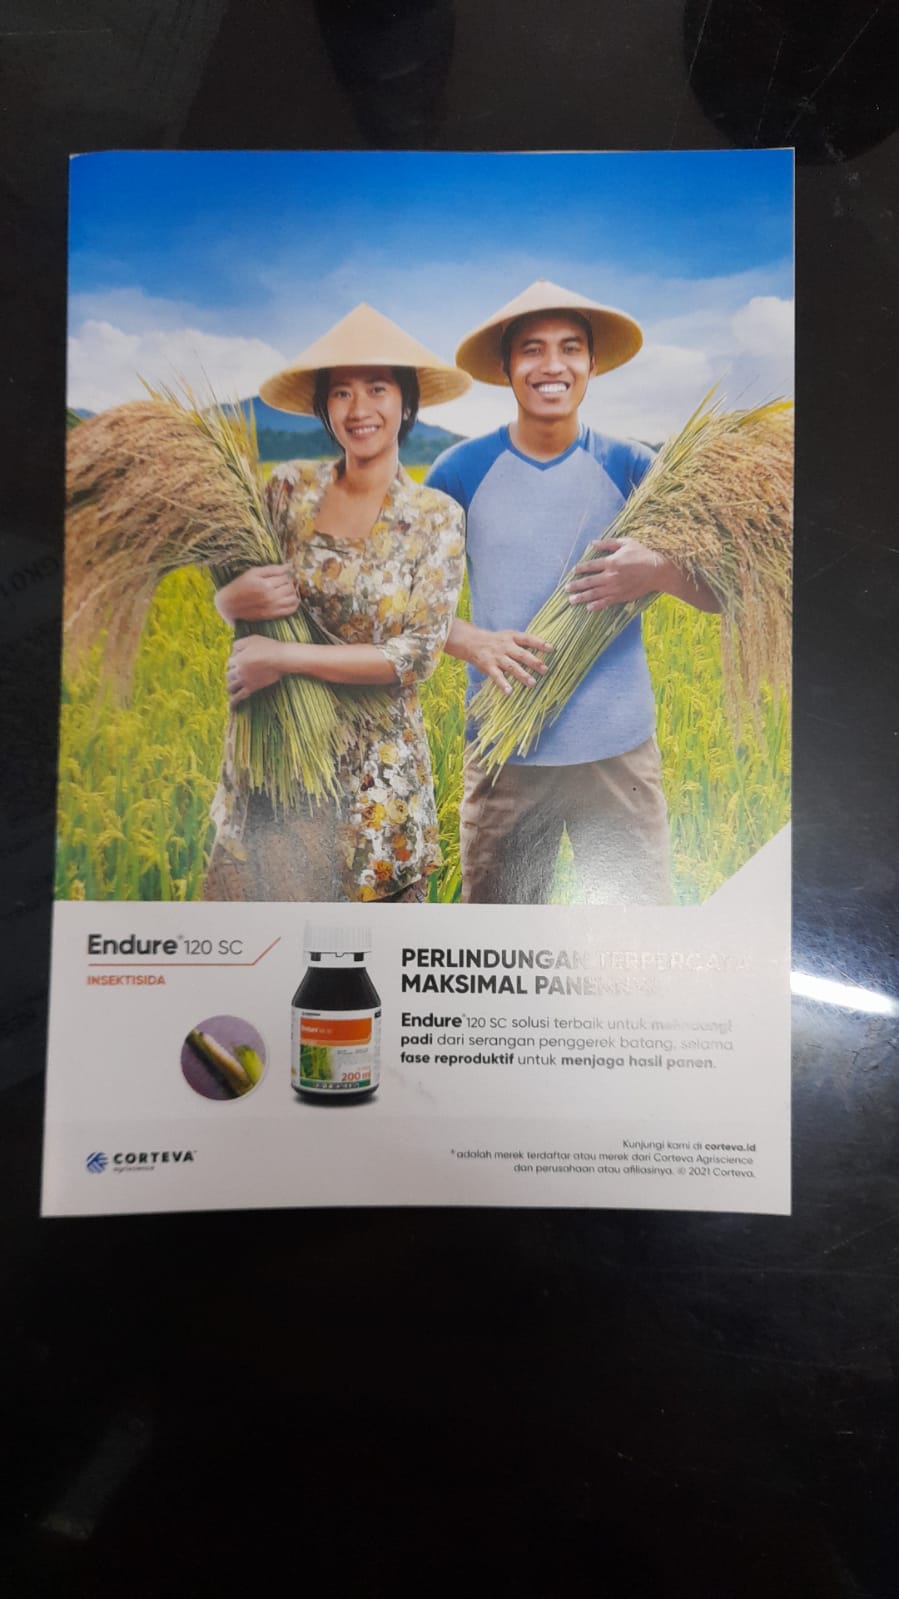 Endure® 120 SC
INSEKTISIDA
PERLINDUNGAN TERPERCAYA
MAKSIMAL PANENNYA
Endure® 120 SC solusi terbaik untuk melindungi
padi dari serangan penggerek batang, selama
fase reproduktif untuk menjaga hasil panen.
Endure
200 ml
CORTEVA™
agriscience
Kunjungi kami di corteva.id
® adalah merek terdaftar atau merek dari Corteva Agriscience
dan perusahaan atau afiliasinya. © 2021 Corteva.